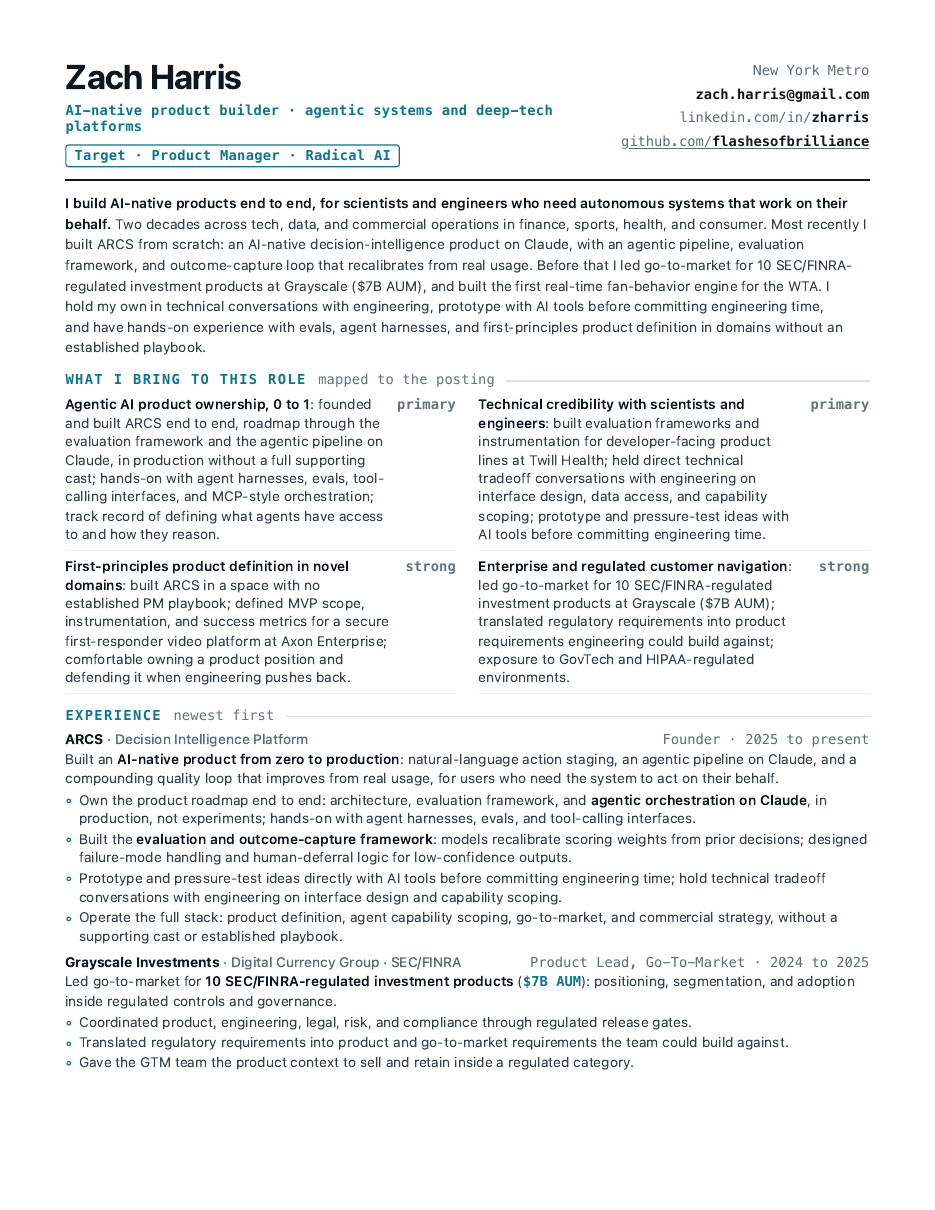 Zach Harris
AI-native product builder · agentic systems and deep-tech
platforms
Target · Product Manager · Radical AI
New York Metro
zach.harris@gmail.com
linkedin.com/in/zharris
github.com/flashesofbrilliance
I build AI-native products end to end, for scientists and engineers who need autonomous systems that work on their
behalf. Two decades across tech, data, and commercial operations in finance, sports, health, and consumer. Most recently I
built ARCS from scratch: an AI-native decision-intelligence product on Claude, with an agentic pipeline, evaluation
framework, and outcome-capture loop that recalibrates from real usage. Before that I led go-to-market for 10 SEC/FINRA-
regulated investment products at Grayscale ($7B AUM), and built the first real-time fan-behavior engine for the WTA. I
hold my own in technical conversations with engineering, prototype with AI tools before committing engineering time,
and have hands-on experience with evals, agent harnesses, and first-principles product definition in domains without an
established playbook.
WHAT I BRING TO THIS ROLE mapped to the posting
Agentic AI product ownership, 0 to 1: founded primary
and built ARCS end to end, roadmap through the
evaluation framework and the agentic pipeline on
Claude, in production without a full supporting
cast; hands-on with agent harnesses, evals, tool-
calling interfaces, and MCP-style orchestration;
track record of defining what agents have access
to and how they reason.
Technical credibility with scientists and primary
engineers: built evaluation frameworks and
instrumentation for developer-facing product
lines at Twill Health; held direct technical
tradeoff conversations with engineering on
interface design, data access, and capability
scoping; prototype and pressure-test ideas with
AI tools before committing engineering time.
First-principles product definition in novel strong
domains: built ARCS in a space with no
established PM playbook; defined MVP scope,
instrumentation, and success metrics for a secure
first-responder video platform at Axon Enterprise;
comfortable owning a product position and
defending it when engineering pushes back.
Enterprise and regulated customer navigation: strong
led go-to-market for 10 SEC/FINRA-regulated
investment products at Grayscale ($7B AUM);
translated regulatory requirements into product
requirements engineering could build against;
exposure to GovTech and HIPAA-regulated
environments.
EXPERIENCE newest first
ARCS · Decision Intelligence Platform Founder · 2025 to present
Built an AI-native product from zero to production: natural-language action staging, an agentic pipeline on Claude, and a
compounding quality loop that improves from real usage, for users who need the system to act on their behalf.
Own the product roadmap end to end: architecture, evaluation framework, and agentic orchestration on Claude, in
production, not experiments; hands-on with agent harnesses, evals, and tool-calling interfaces.
Built the evaluation and outcome-capture framework: models recalibrate scoring weights from prior decisions; designed
failure-mode handling and human-deferral logic for low-confidence outputs.
Prototype and pressure-test ideas directly with AI tools before committing engineering time; hold technical tradeoff
conversations with engineering on interface design and capability scoping.
Operate the full stack: product definition, agent capability scoping, go-to-market, and commercial strategy, without a
supporting cast or established playbook.
Grayscale Investments · Digital Currency Group · SEC/FINRA Product Lead, Go-To-Market · 2024 to 2025
Led go-to-market for 10 SEC/FINRA-regulated investment products ($7B AUM): positioning, segmentation, and adoption
inside regulated controls and governance.
Coordinated product, engineering, legal, risk, and compliance through regulated release gates.
Translated regulatory requirements into product and go-to-market requirements the team could build against.
Gave the GTM team the product context to sell and retain inside a regulated category.